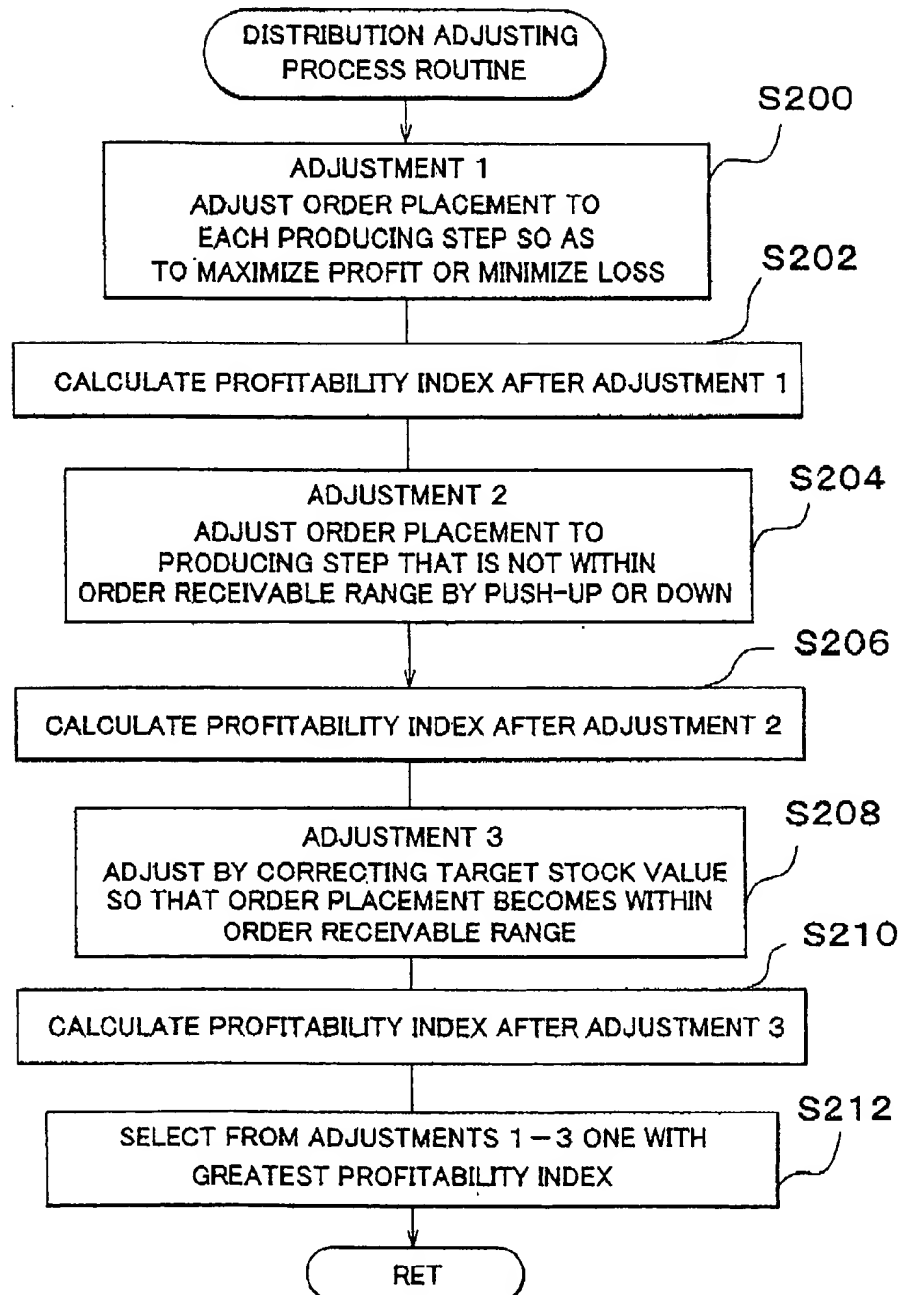 DISTRIBUTION ADJUSTING
PROCESS ROUTINE
S200
ADJUSTMENT 1
ADJUST ORDER PLACEMENT TO
EACH PRODUCING STEP SO AS
TO MAXIMIZE PROFIT OR MINIMIZE LOSS
S202
CALCULATE PROFITABILITY INDEX AFTER ADJUSTMENT 1
S204
ADJUSTMENT 2
ADJUST ORDER PLACEMENT TO
PRODUCING STEP THAT IS NOT WITHIN
ORDER RECEIVABLE RANGE BY PUSH-UP OR DOWN
S206
CALCULATE PROFITABILITY INDEX AFTER ADJUSTMENT 2
S208
ADJUSTMENT 3
ADJUST BY CORRECTING TARGET STOCK VALUE
SO THAT ORDER PLACEMENT BECOMES WITHIN
ORDER RECEIVABLE RANGE
S210
CALCULATE PROFITABILITY INDEX AFTER ADJUSTMENT 3
S212
SELECT FROM ADJUSTMENTS 1－3 ONE WITH
GREATEST PROFITABILITY INDEX
RET